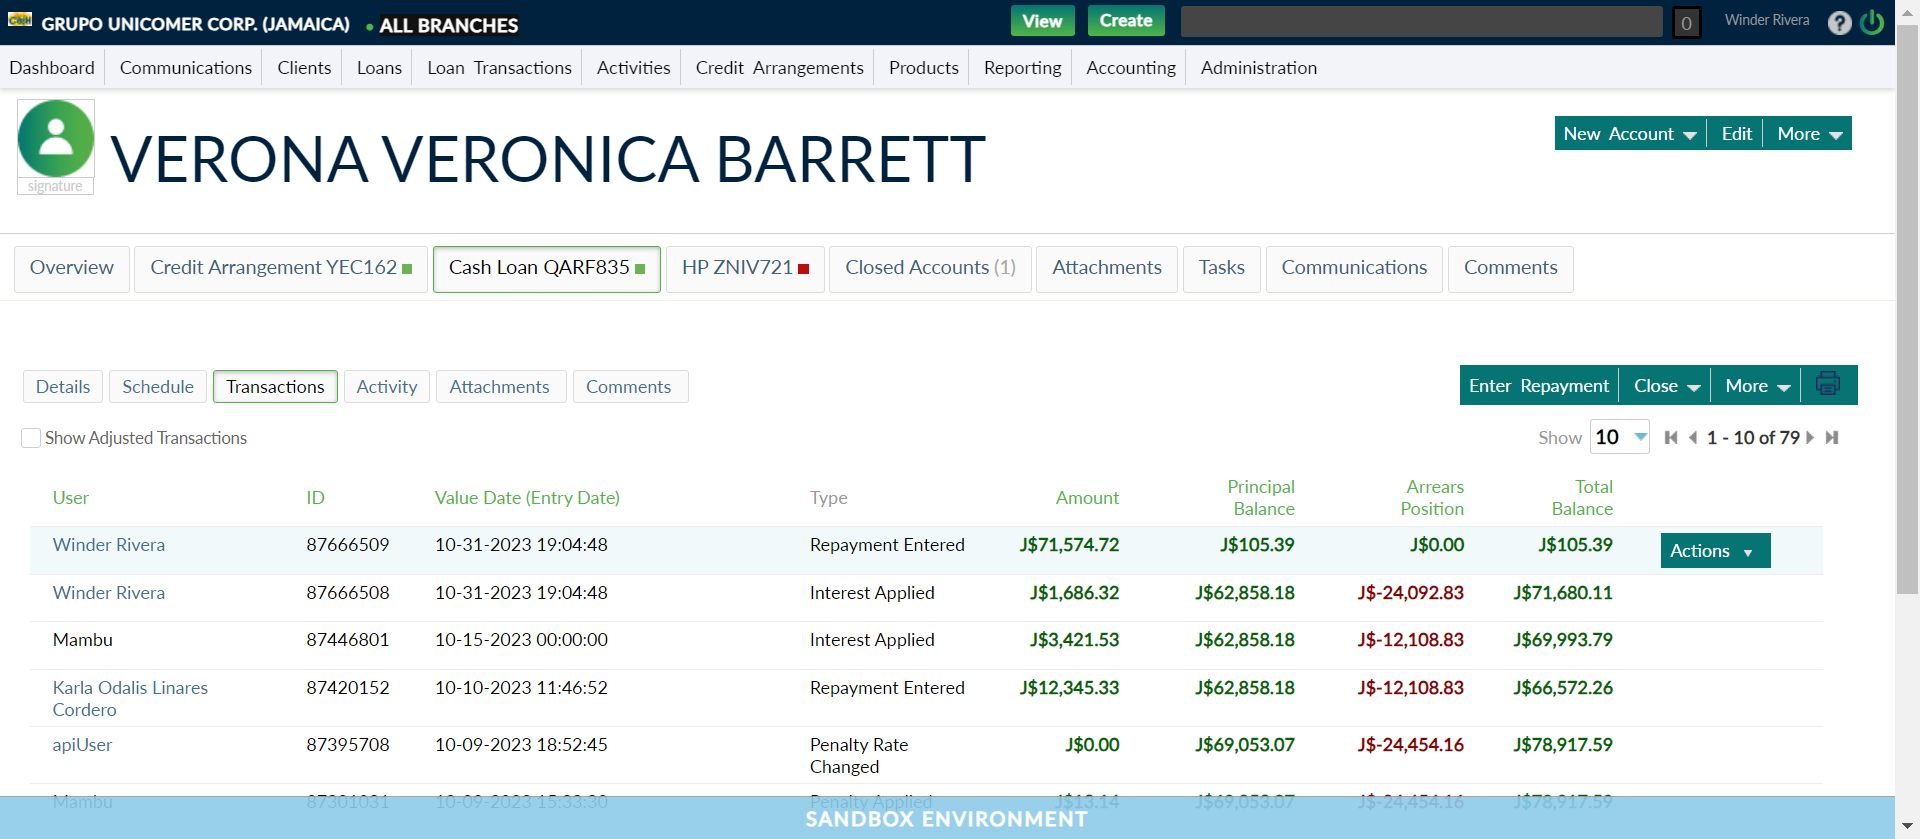 Cash GRUPO UNICOMER CORP. (JAMAICA) • ALL BRANCHES View Create 0 Winder Rivera ?
Dashboard Communications Clients Loans Loan Transactions Activities Credit Arrangements Products Reporting Accounting Administration
VERONA VERONICA BARRETT
signature
New Account Edit More
Overview Credit Arrangement YEC162 Cash Loan QARF835 HP ZNIV721 Closed Accounts (1) Attachments Tasks Communications Comments
Details Schedule Transactions Activity Attachments Comments
Enter Repayment Close More
Show Adjusted Transactions
Show 10 1 - 10 of 79
User ID Value Date (Entry Date) Type Amount Principal Balance Arrears Position Total Balance
Winder Rivera 87666509 10-31-2023 19:04:48 Repayment Entered J$71,574.72 J$105.39 J$0.00 J$105.39 Actions
Winder Rivera 87666508 10-31-2023 19:04:48 Interest Applied J$1,686.32 J$62,858.18 J$-24,092.83 J$71,680.11
Mambu 87446801 10-15-2023 00:00:00 Interest Applied J$3,421.53 J$62,858.18 J$-12,108.83 J$69,993.79
Karla Odalis Linares Cordero 87420152 10-10-2023 11:46:52 Repayment Entered J$12,345.33 J$62,858.18 J$-12,108.83 J$66,572.26
apiUser 87395708 10-09-2023 18:52:45 Penalty Rate Changed J$0.00 J$69,053.07 J$-24,454.16 J$78,917.59
Mambu 87301031 10-09-2023 15:33:30 Penalty Applied J$13.14 J$69,053.07 J$-24,454.16 J$78,917.59
SANDBOX ENVIRONMENT